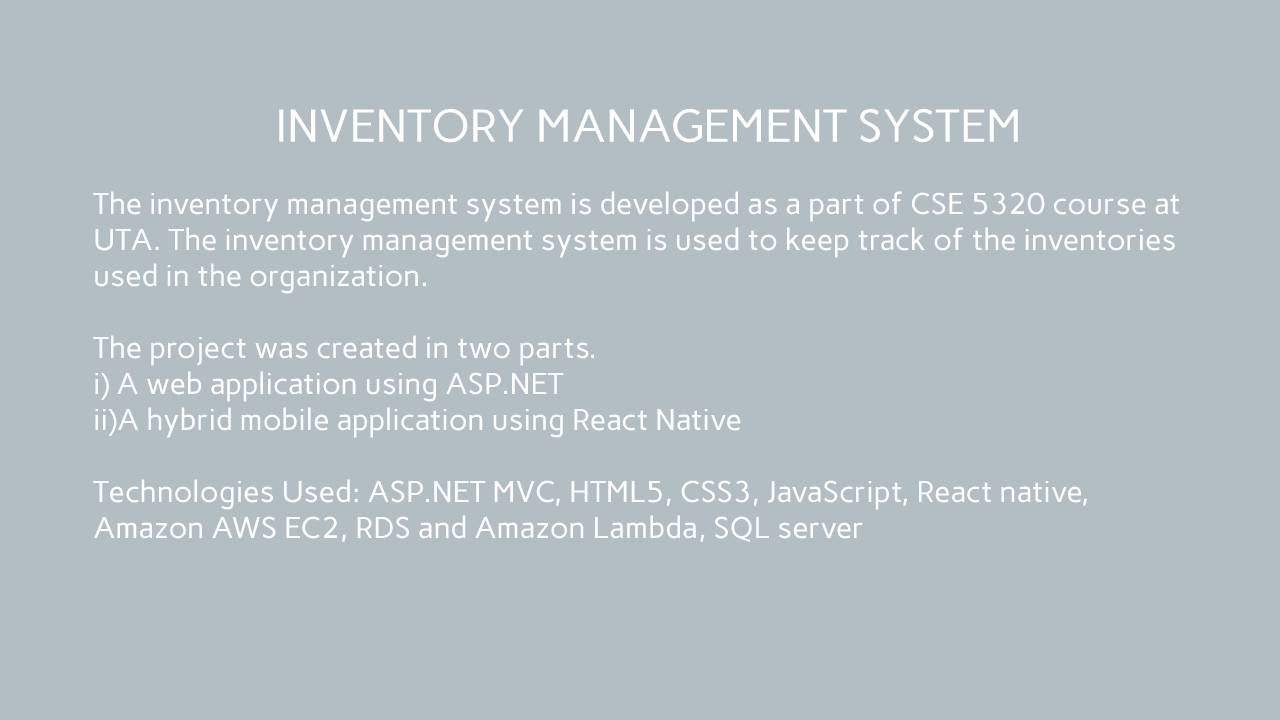 INVENTORY MANAGEMENT SYSTEM
The inventory management system is developed as a part of CSE 5320 course at
UTA. The inventory management system is used to keep track of the inventories
used in the organization.
The project was created in two parts.
i) A web application using ASP.NET
ii)A hybrid mobile application using React Native
Technologies Used: ASP.NET MVC, HTML5, CSS3, JavaScript, React native,
Amazon AWS EC2, RDS and Amazon Lambda, SQL server